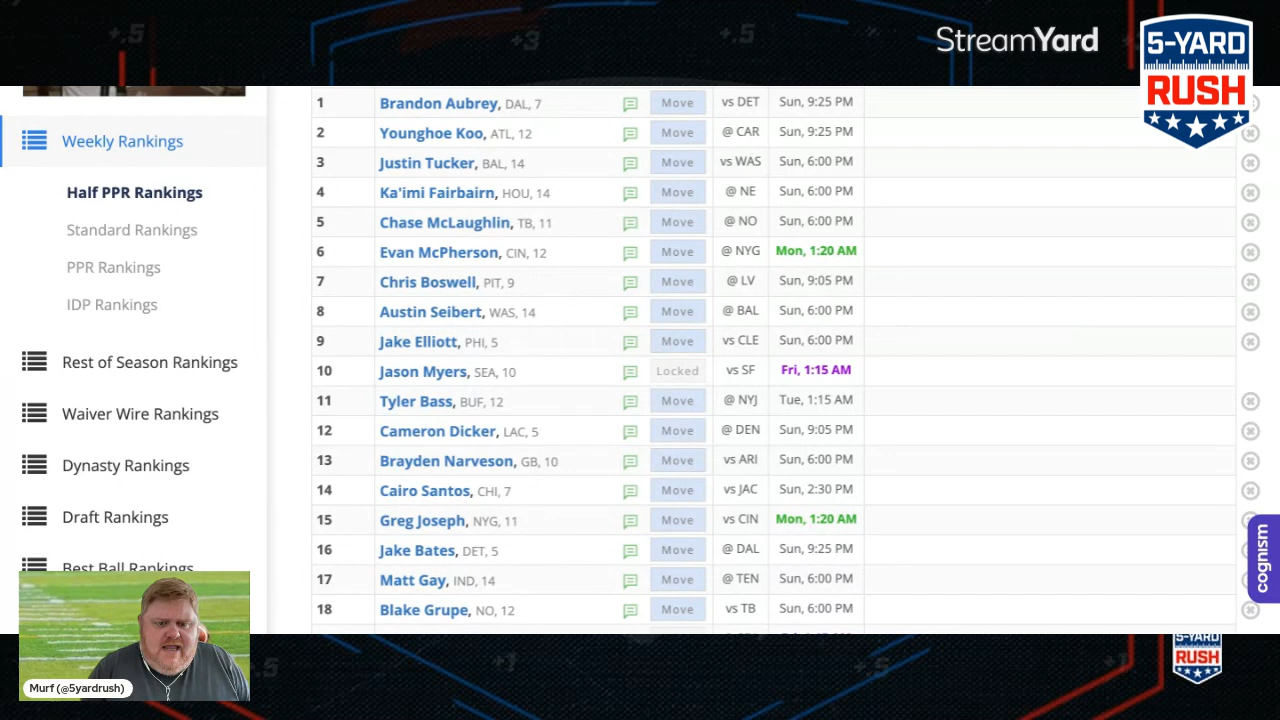 +.5
+3
+.5
StreamYard
5-YARD
RUSH
1 Brandon Aubrey, DAL, 7 Move vs DET Sun, 9:25 PM
2 Younghoe Koo, ATL, 12 Move @ CAR Sun, 9:25 PM
3 Justin Tucker, BAL, 14 Move vs WAS Sun, 6:00 PM
4 Ka'imi Fairbairn, HOU, 14 Move @ NE Sun, 6:00 PM
5 Chase McLaughlin, TB, 11 Move @ NO Sun, 6:00 PM
6 Evan McPherson, CIN, 12 Move @ NYG Mon, 1:20 AM
7 Chris Boswell, PIT, 9 Move @ LV Sun, 9:05 PM
8 Austin Seibert, WAS, 14 Move @ BAL Sun, 6:00 PM
9 Jake Elliott, PHI, 5 Move vs CLE Sun, 6:00 PM
10 Jason Myers, SEA, 10 Locked vs SF Fri, 1:15 AM
11 Tyler Bass, BUF, 12 Move @ NYJ Tue, 1:15 AM
12 Cameron Dicker, LAC, 5 Move @ DEN Sun, 9:05 PM
13 Brayden Narveson, GB, 10 Move vs ARI Sun, 6:00 PM
14 Cairo Santos, CHI, 7 Move vs JAC Sun, 2:30 PM
15 Greg Joseph, NYG, 11 Move vs CIN Mon, 1:20 AM
16 Jake Bates, DET, 5 Move @ DAL Sun, 9:25 PM
17 Matt Gay, IND, 14 Move @ TEN Sun, 6:00 PM
18 Blake Grupe, NO, 12 Move vs TB Sun, 6:00 PM
Weekly Rankings
Half PPR Rankings
Standard Rankings
PPR Rankings
IDP Rankings
Rest of Season Rankings
Waiver Wire Rankings
Dynasty Rankings
Draft Rankings
Best Ball Rankings
cognism
Murf (@5yardrush)
.5
+1
+.5
+1
5-YARD
RUSH